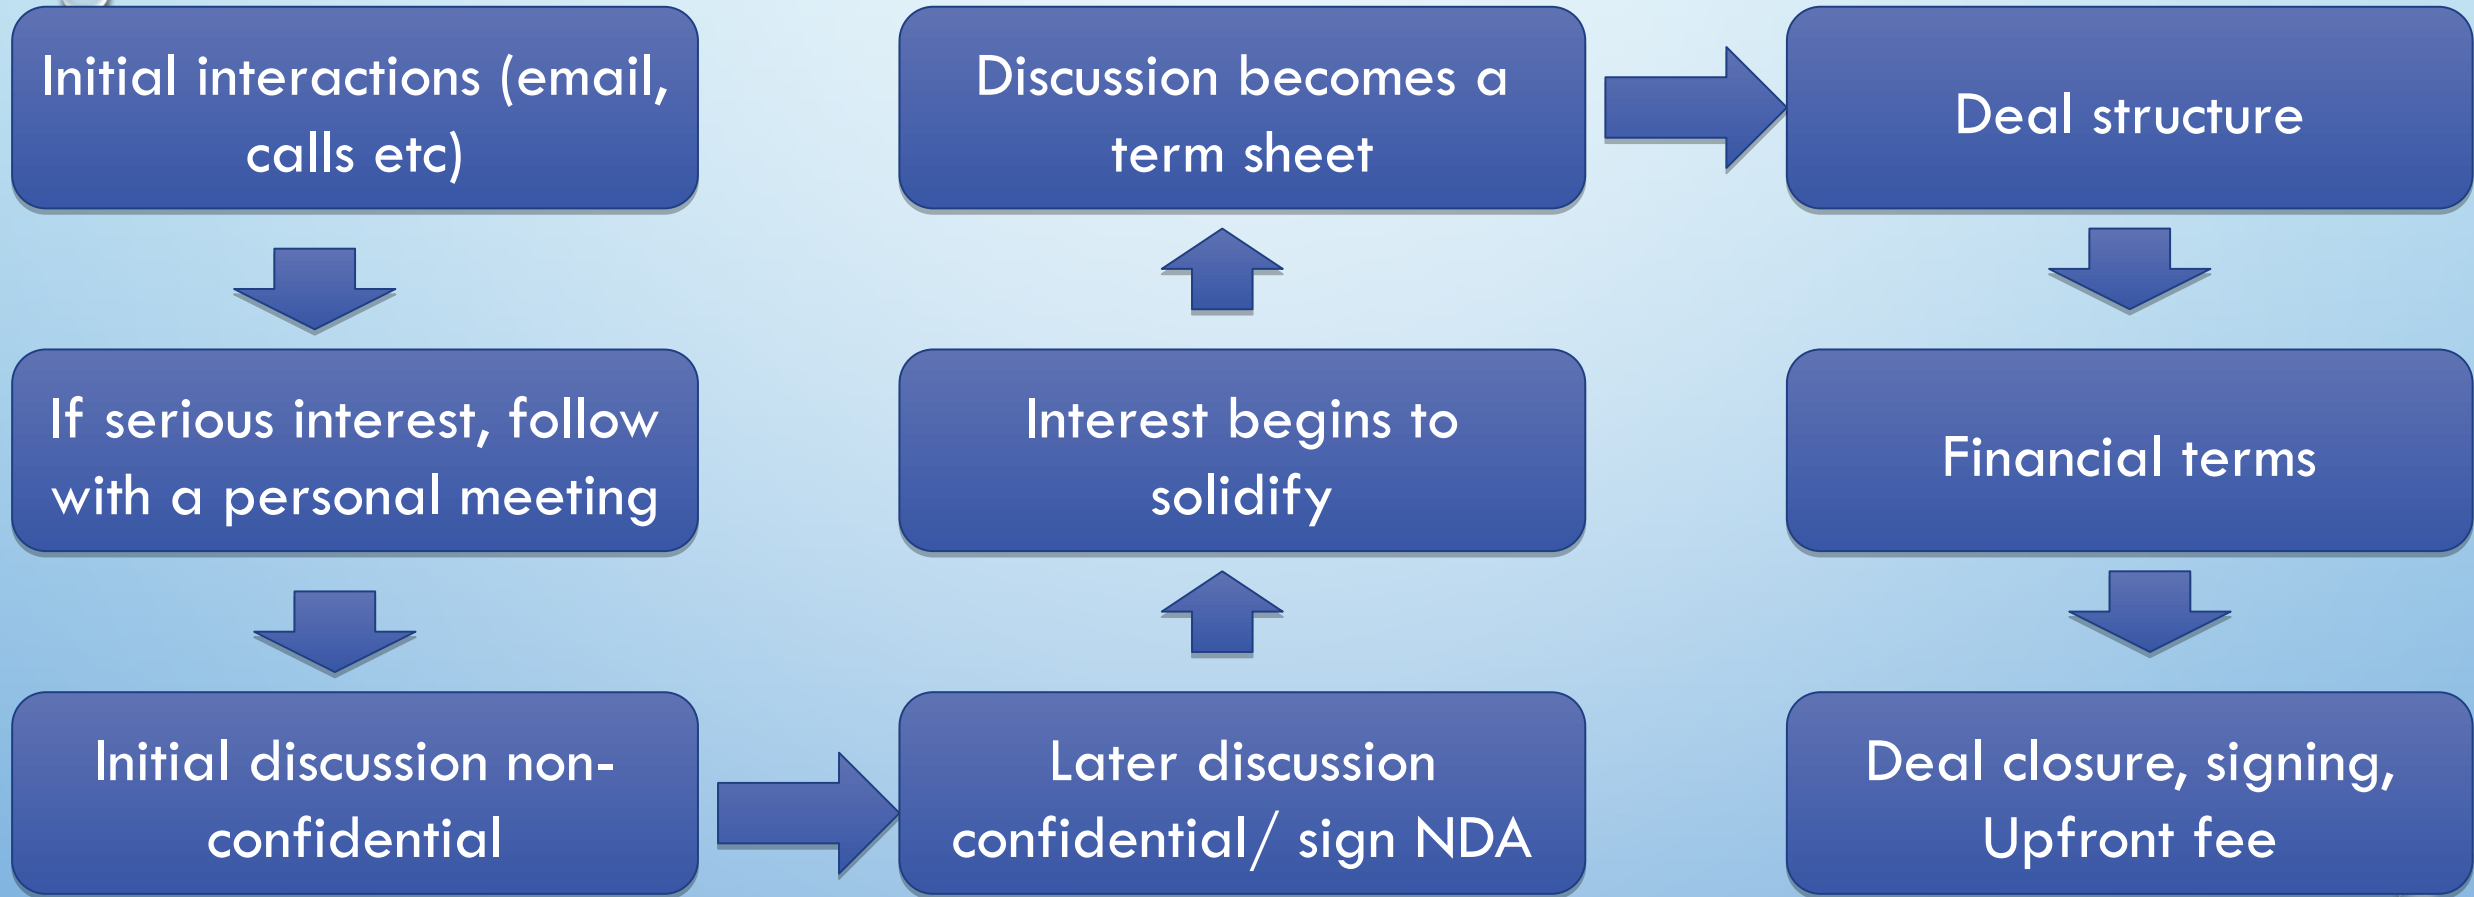 Initial interactions (email,
calls etc)
If serious interest, follow
with a personal meeting
Initial discussion non-
confidential
Later discussion
confidential/ sign NDA
Interest begins to
solidify
Discussion becomes a
term sheet
Deal structure
Financial terms
Deal closure, signing,
Upfront fee